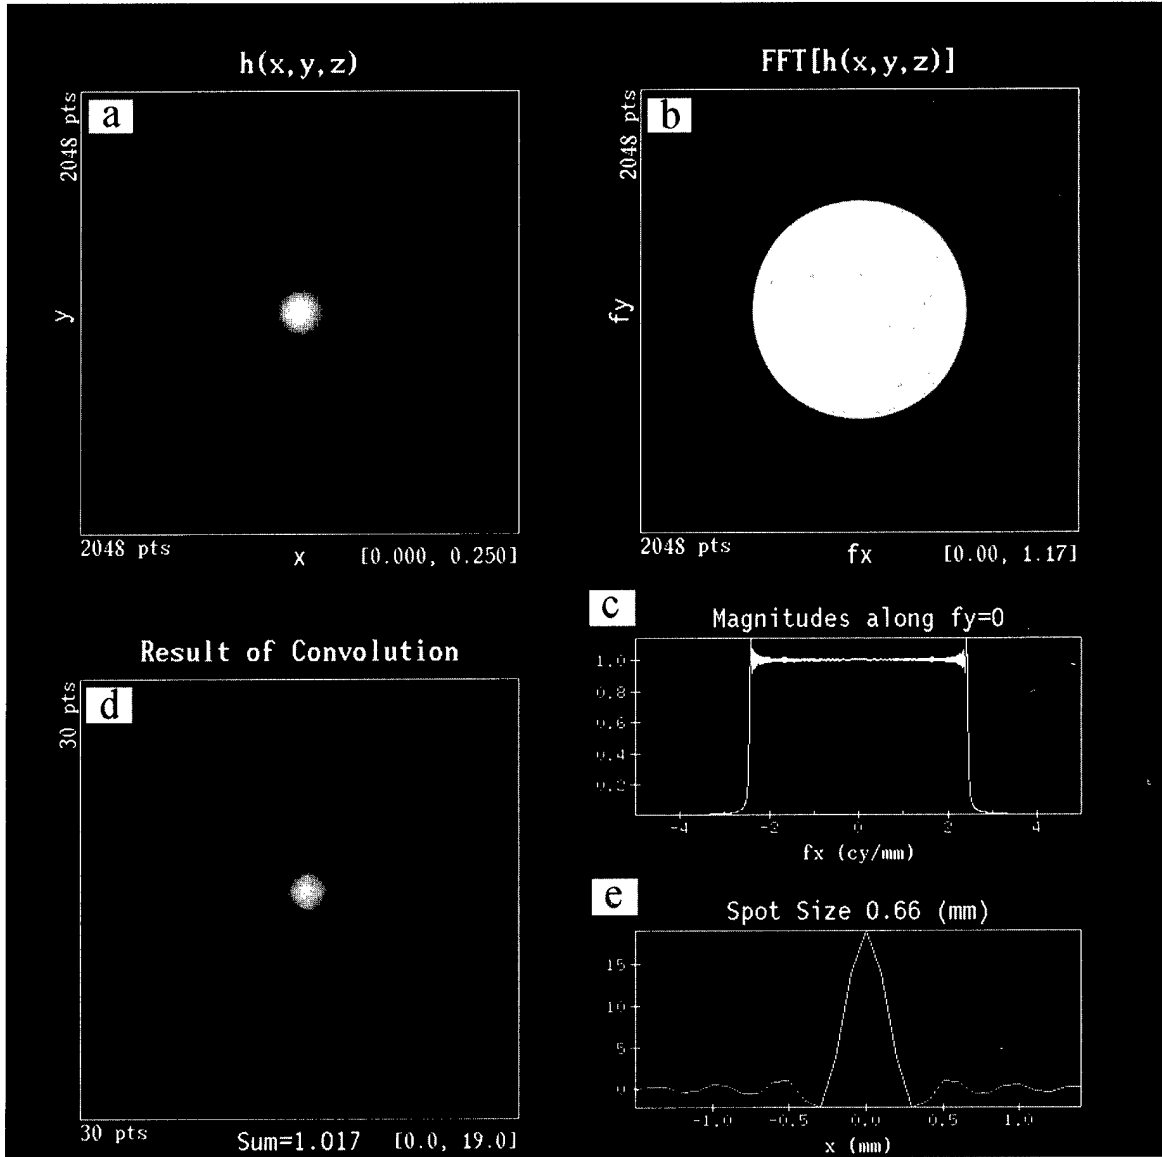 h(x,y,z)
a
2048 pts
y
2048 pts
x
[0.000, 0.250]
FFT[h(x,y,z)]
b
2048 pts
fy
2048 pts
fx
[0.00, 1.17]
c
Magnitudes along fy=0
1.0
0.8
0.6
0.4
0.2
-4
-2
0
2
4
fx (cy/mm)
Result of Convolution
d
30 pts
30 pts
Sum=1.017
[0.0, 19.0]
e
Spot Size 0.66 (mm)
15
10
5
0
-1.0
-0.5
0.0
0.5
1.0
x (mm)